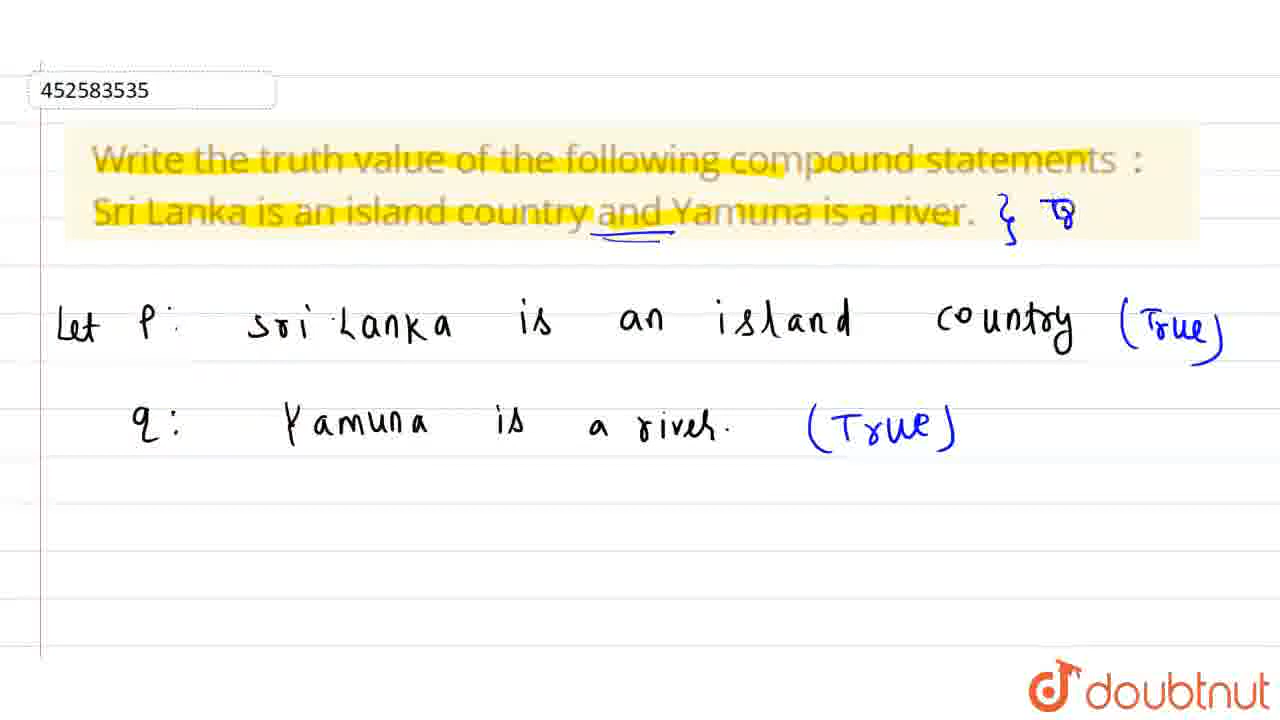 452583535
Write the truth value of the following compound statements :
Sri Lanka is an island country and Yamuna is a river. }
Let P: Sri Lanka is an island country (True)
q: Yamuna is a river. (True)
doubtnut